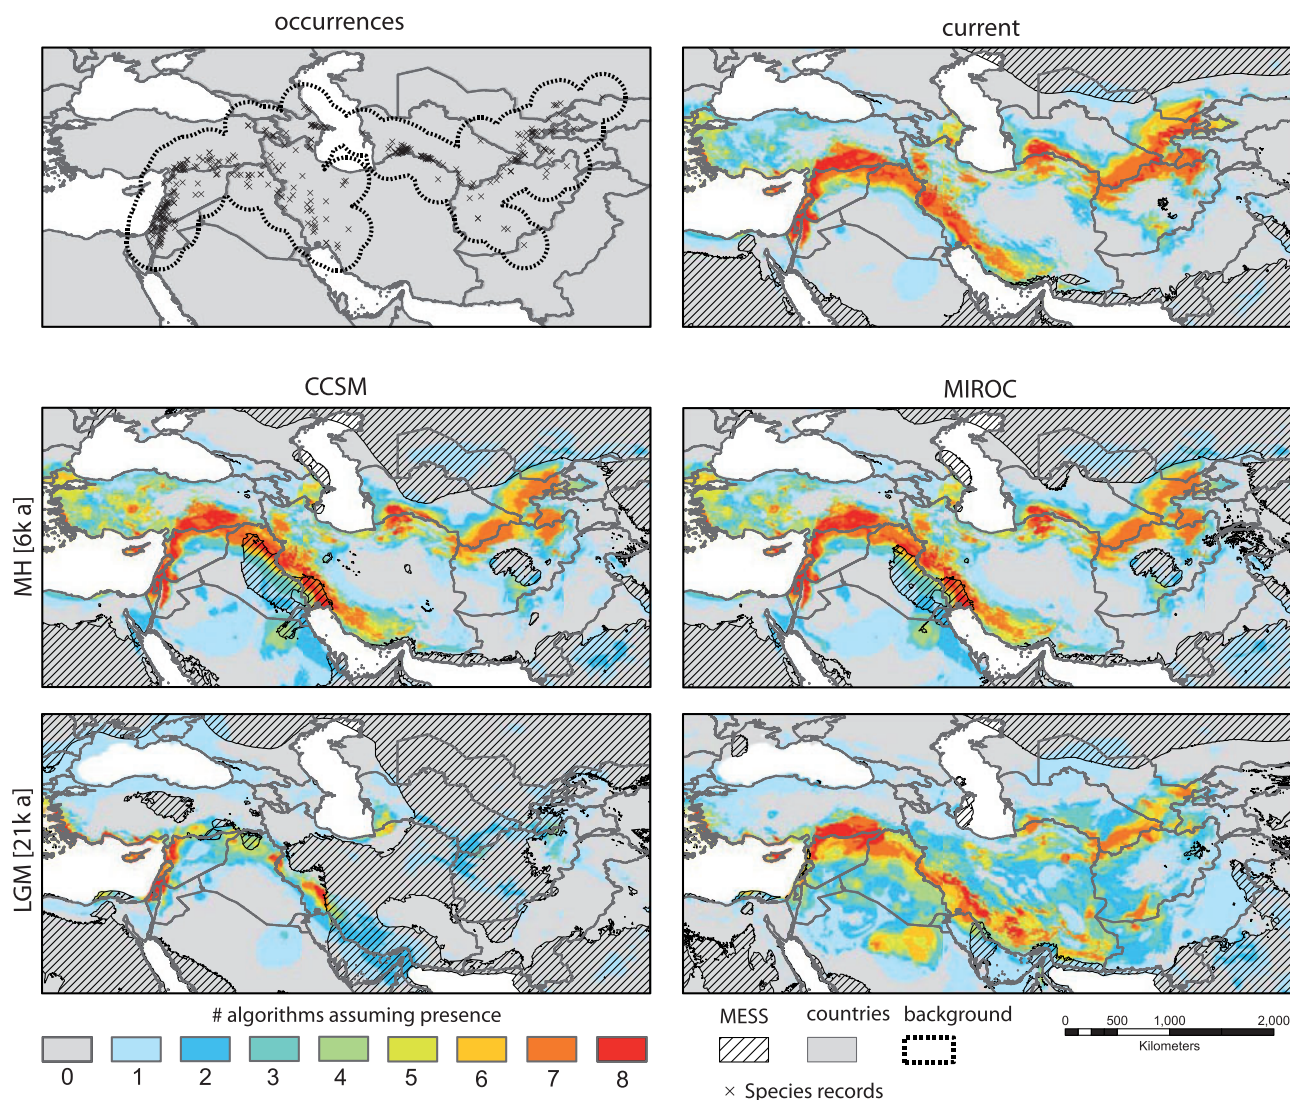 occurrences
current
CCSM
MIROC
MH [6k a]
LGM [21k a]
# algorithms assuming presence
0 1 2 3 4 5 6 7 8
MESS
countries
background
× Species records
0 500 1,000 2,000
Kilometers